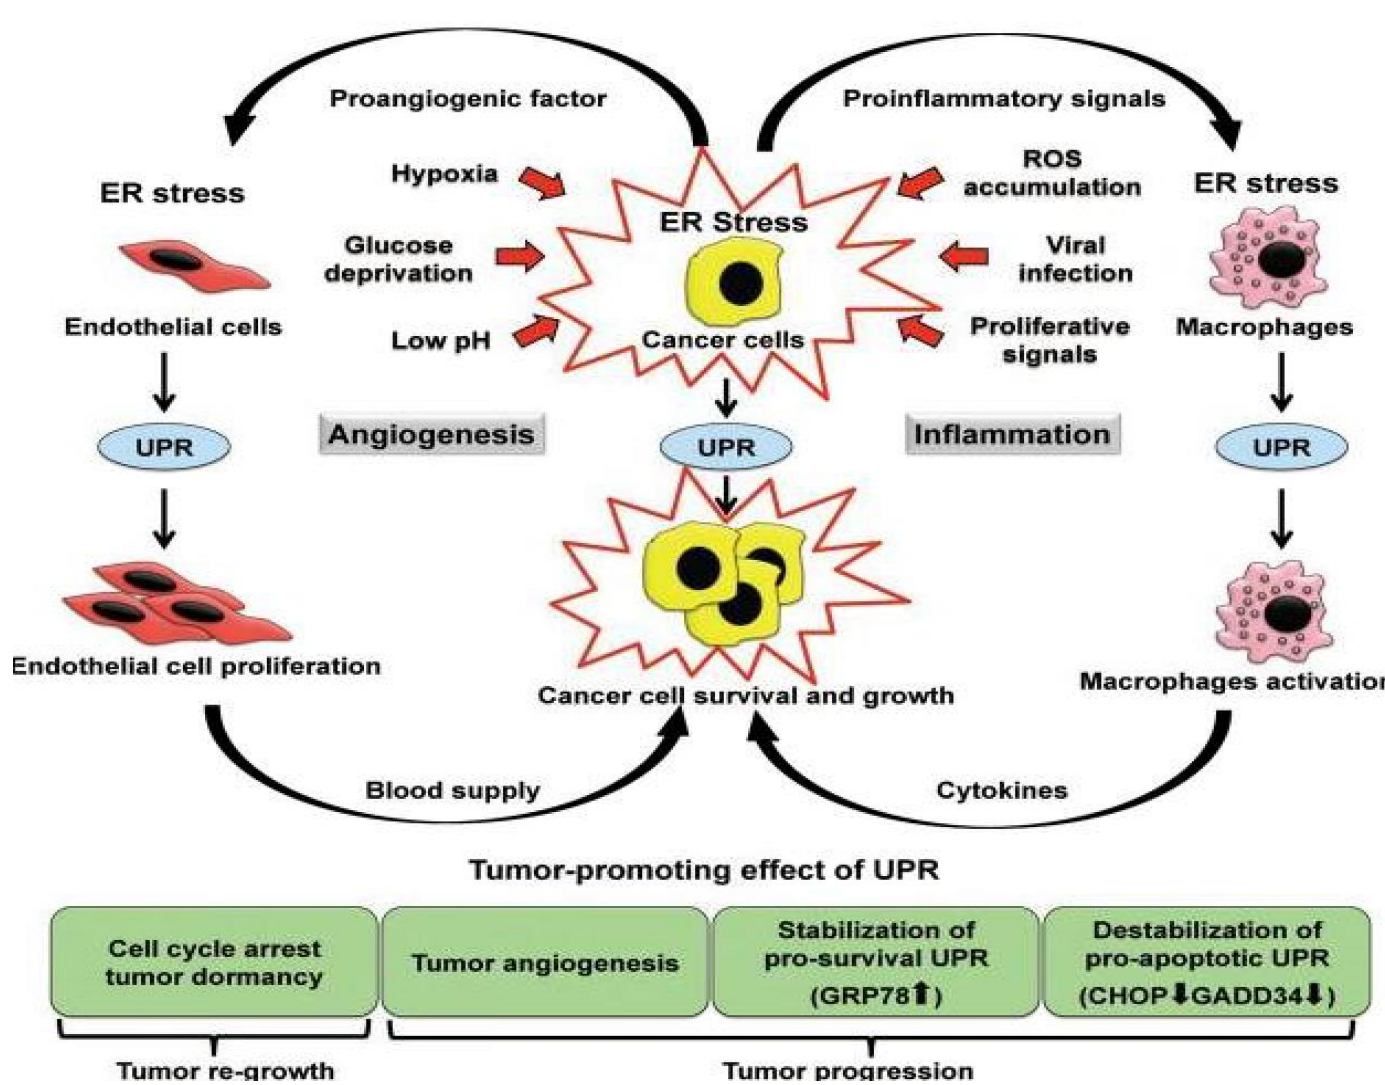 Proangiogenic factor
Proinflammatory signals
Hypoxia
ROS
accumulation
ER stress
ER Stress
ER stress
Glucose
deprivation
Viral
infection
Endothelial cells
Low pH
Cancer cells
Proliferative
signals
Macrophages
UPR
Angiogenesis
UPR
Inflammation
UPR
Endothelial cell proliferation
Cancer cell survival and growth
Macrophages activation
Blood supply
Cytokines
Tumor-promoting effect of UPR
Cell cycle arrest
tumor dormancy
Tumor angiogenesis
Stabilization of
pro-survival UPR
(GRP78⬆)
Destabilization of
pro-apoptotic UPR
(CHOP⬇GADD34⬇)
Tumor re-growth
Tumor progression